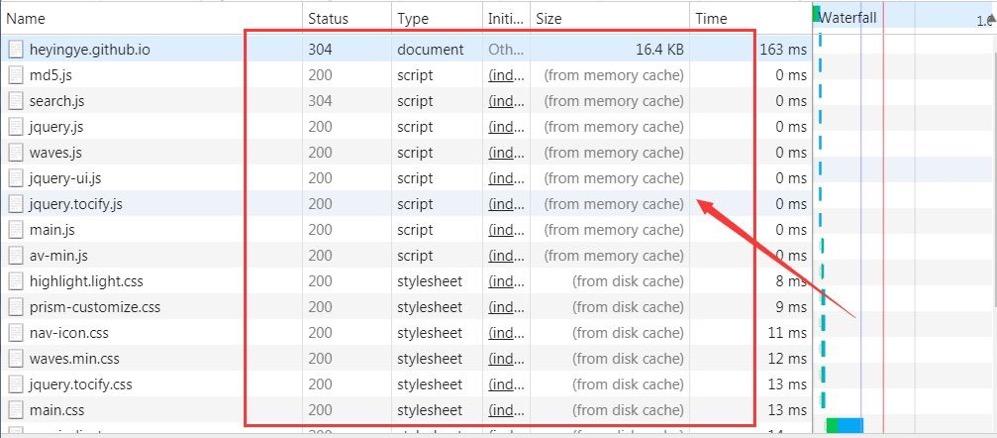 Name Status Type Initi... Size Time Waterfall
heyingye.github.io 304 document Oth... 16.4 KB 163 ms
md5.js 200 script (ind... (from memory cache) 0 ms
search.js 304 script (ind... (from memory cache) 0 ms
jquery.js 200 script (ind... (from memory cache) 0 ms
waves.js 200 script (ind... (from memory cache) 0 ms
jquery-ui.js 200 script (ind... (from memory cache) 0 ms
jquery.tocify.js 200 script (ind... (from memory cache) 0 ms
main.js 200 script (ind... (from memory cache) 0 ms
av-min.js 200 script (ind... (from memory cache) 0 ms
highlight.light.css 200 stylesheet (ind... (from disk cache) 8 ms
prism-customize.css 200 stylesheet (ind... (from disk cache) 9 ms
nav-icon.css 200 stylesheet (ind... (from disk cache) 11 ms
waves.min.css 200 stylesheet (ind... (from disk cache) 12 ms
jquery.tocify.css 200 stylesheet (ind... (from disk cache) 13 ms
main.css 200 stylesheet (ind... (from disk cache) 13 ms